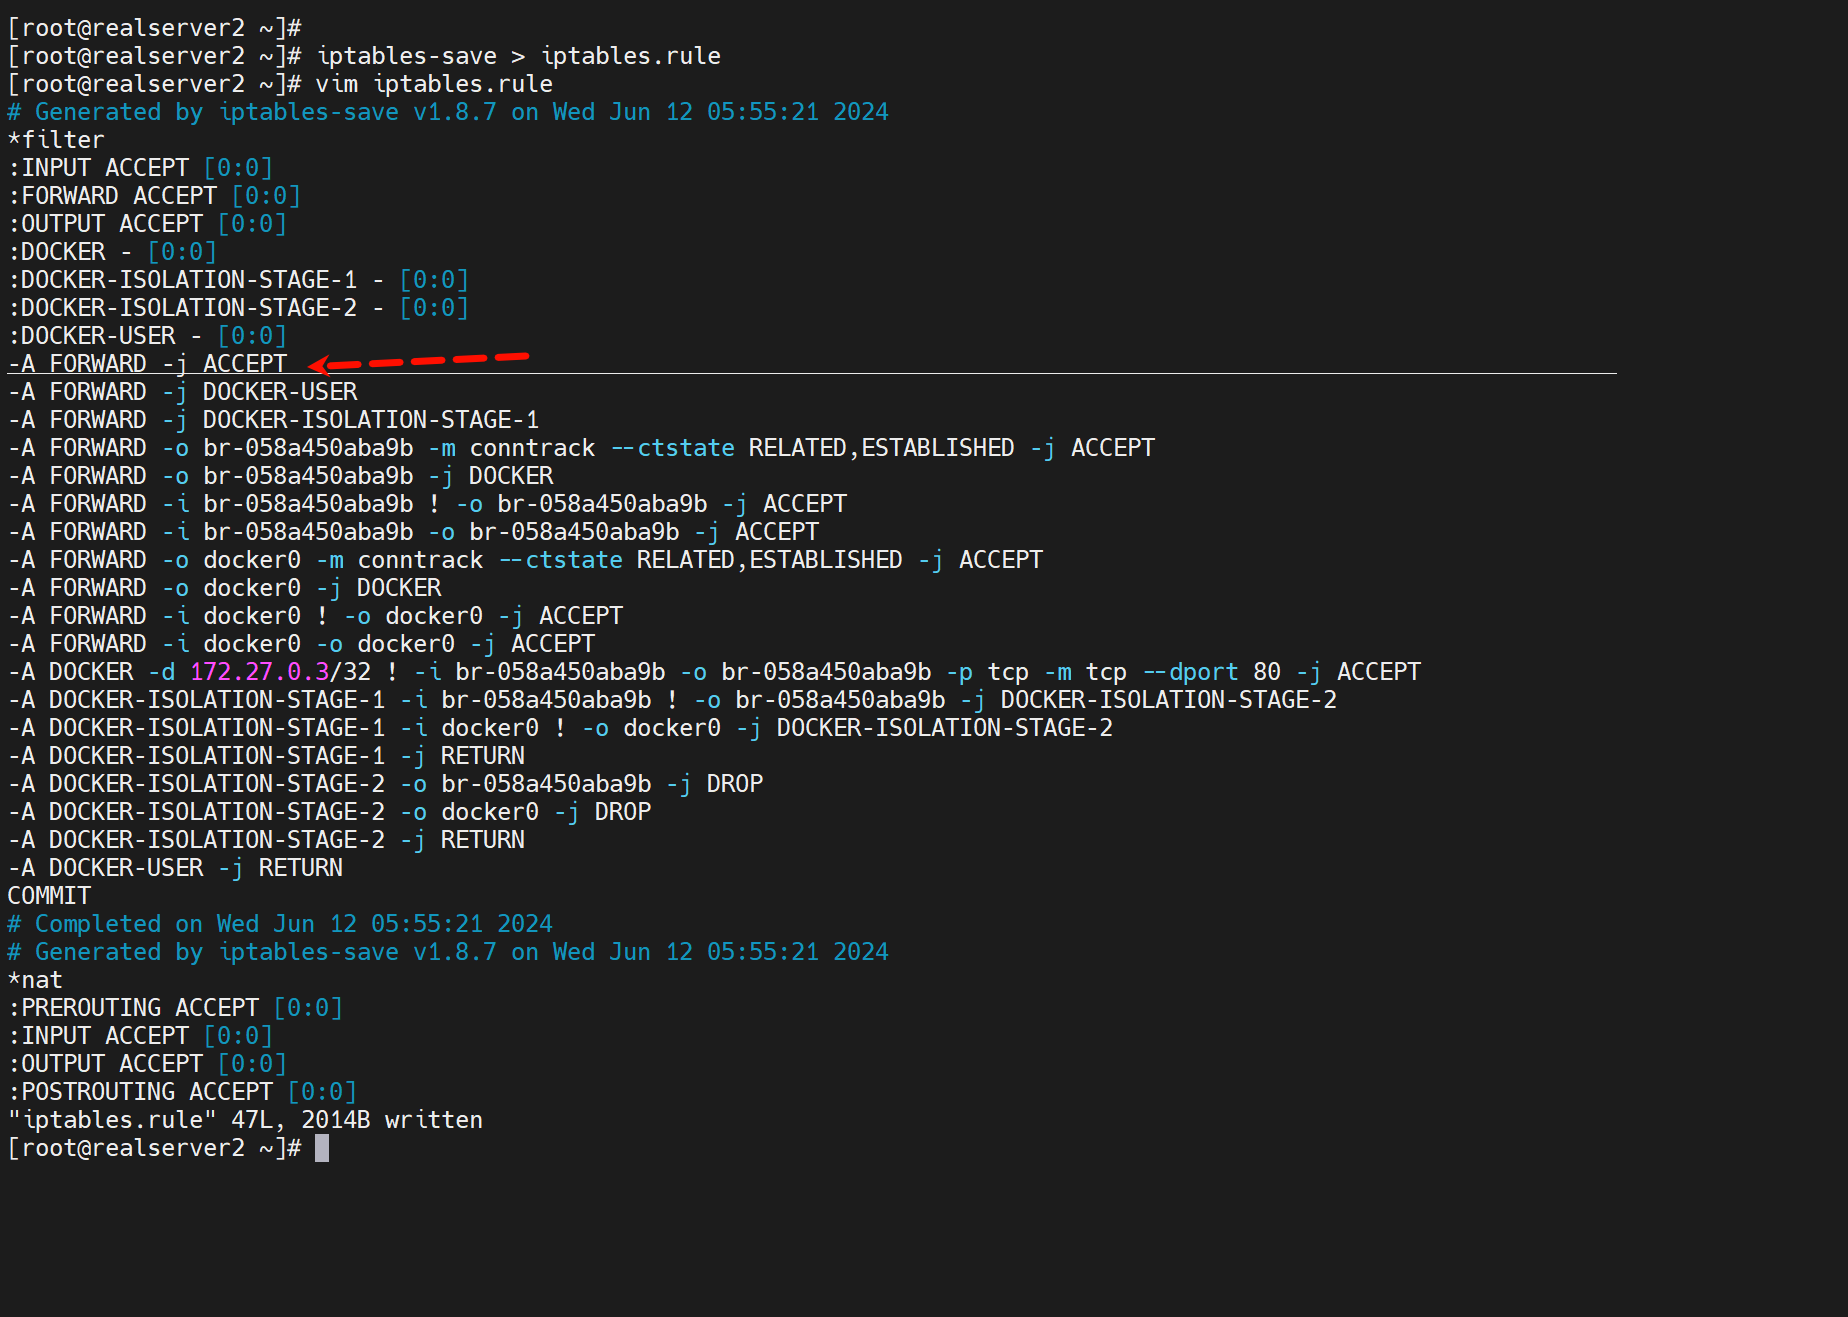 [root@realserver2 ~]#
[root@realserver2 ~]# iptables-save > iptables.rule
[root@realserver2 ~]# vim iptables.rule
# Generated by iptables-save v1.8.7 on Wed Jun 12 05:55:21 2024
*filter
:INPUT ACCEPT [0:0]
:FORWARD ACCEPT [0:0]
:OUTPUT ACCEPT [0:0]
:DOCKER - [0:0]
:DOCKER-ISOLATION-STAGE-1 - [0:0]
:DOCKER-ISOLATION-STAGE-2 - [0:0]
:DOCKER-USER - [0:0]
-A FORWARD -j ACCEPT
-A FORWARD -j DOCKER-USER
-A FORWARD -j DOCKER-ISOLATION-STAGE-1
-A FORWARD -o br-058a450aba9b -m conntrack --ctstate RELATED,ESTABLISHED -j ACCEPT
-A FORWARD -o br-058a450aba9b -j DOCKER
-A FORWARD -i br-058a450aba9b ! -o br-058a450aba9b -j ACCEPT
-A FORWARD -i br-058a450aba9b -o br-058a450aba9b -j ACCEPT
-A FORWARD -o docker0 -m conntrack --ctstate RELATED,ESTABLISHED -j ACCEPT
-A FORWARD -o docker0 -j DOCKER
-A FORWARD -i docker0 ! -o docker0 -j ACCEPT
-A FORWARD -i docker0 -o docker0 -j ACCEPT
-A DOCKER -d 172.27.0.3/32 ! -i br-058a450aba9b -o br-058a450aba9b -p tcp -m tcp --dport 80 -j ACCEPT
-A DOCKER-ISOLATION-STAGE-1 -i br-058a450aba9b ! -o br-058a450aba9b -j DOCKER-ISOLATION-STAGE-2
-A DOCKER-ISOLATION-STAGE-1 -i docker0 ! -o docker0 -j DOCKER-ISOLATION-STAGE-2
-A DOCKER-ISOLATION-STAGE-1 -j RETURN
-A DOCKER-ISOLATION-STAGE-2 -o br-058a450aba9b -j DROP
-A DOCKER-ISOLATION-STAGE-2 -o docker0 -j DROP
-A DOCKER-ISOLATION-STAGE-2 -j RETURN
-A DOCKER-USER -j RETURN
COMMIT
# Completed on Wed Jun 12 05:55:21 2024
# Generated by iptables-save v1.8.7 on Wed Jun 12 05:55:21 2024
*nat
:PREROUTING ACCEPT [0:0]
:INPUT ACCEPT [0:0]
:OUTPUT ACCEPT [0:0]
:POSTROUTING ACCEPT [0:0]
"iptables.rule" 47L, 2014B written
[root@realserver2 ~]#